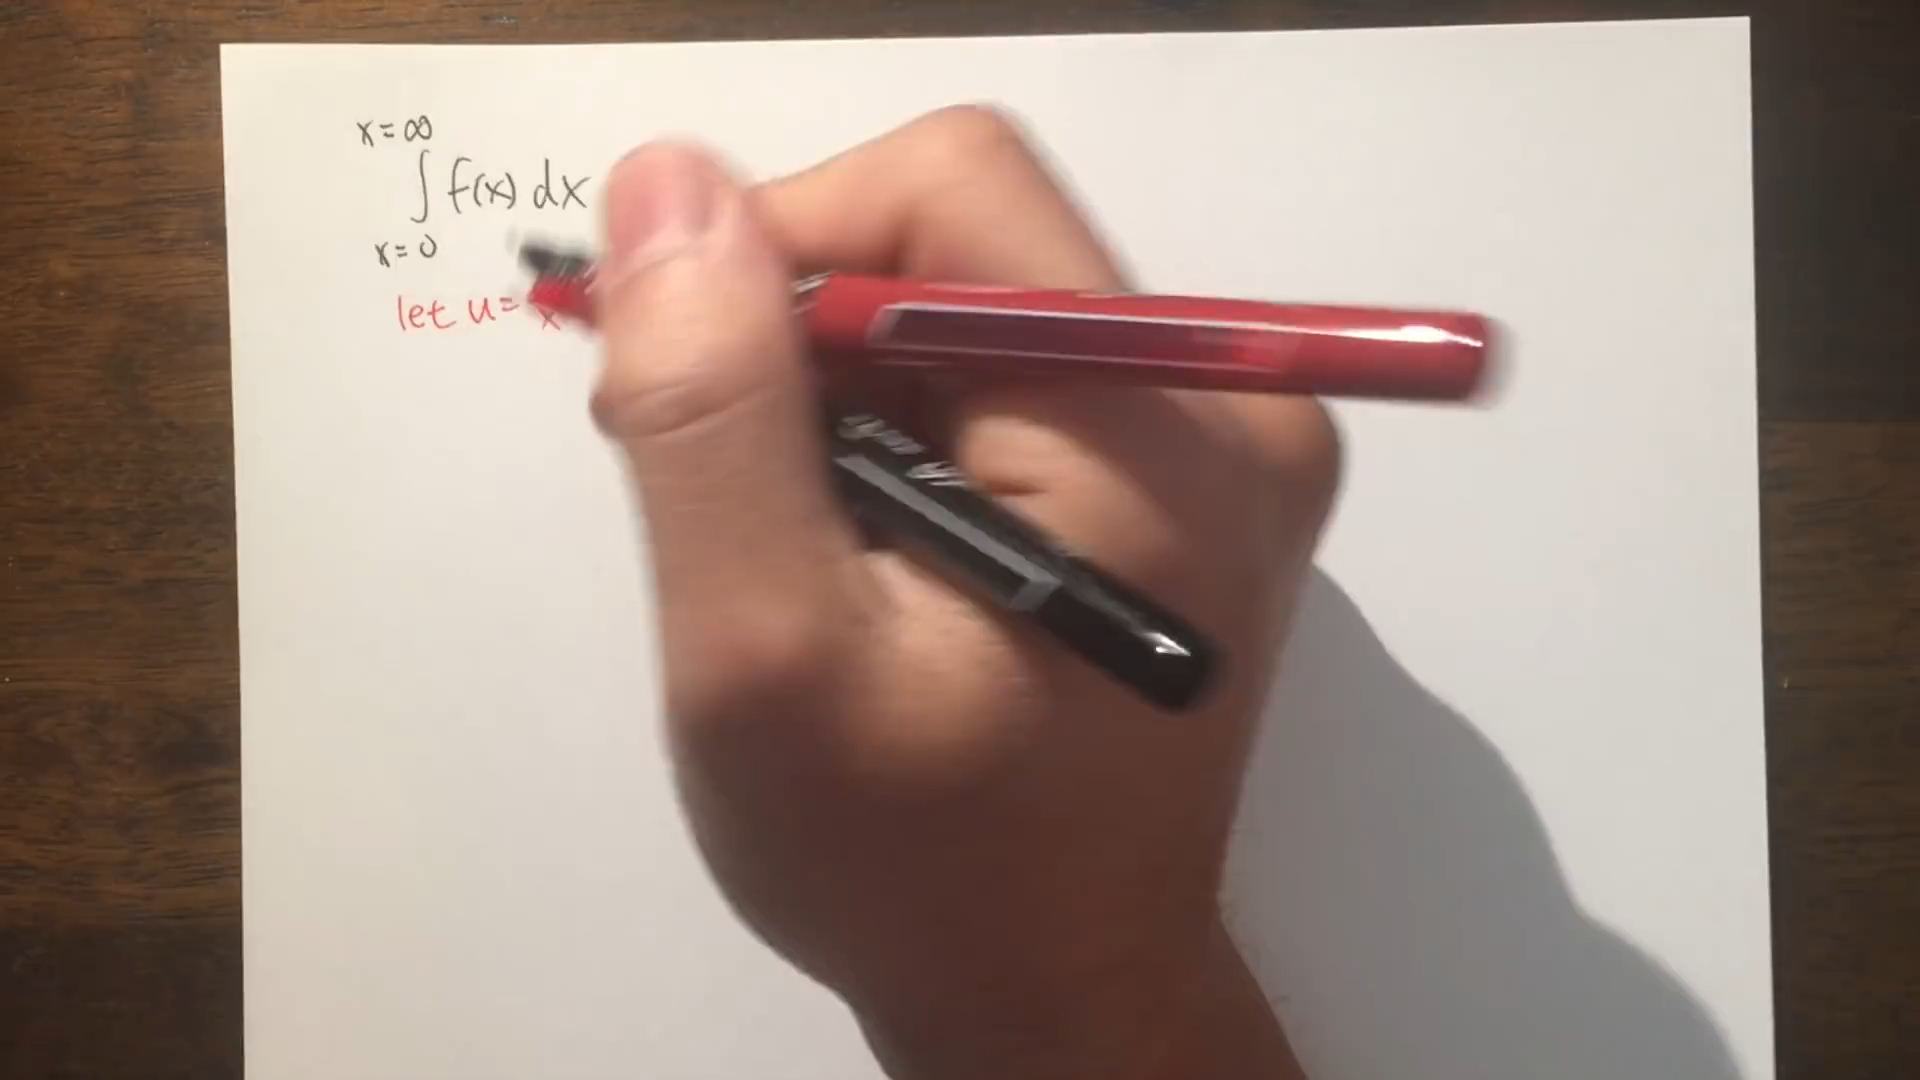 x=∞
∫ f(x) dx
x=0
let u= x